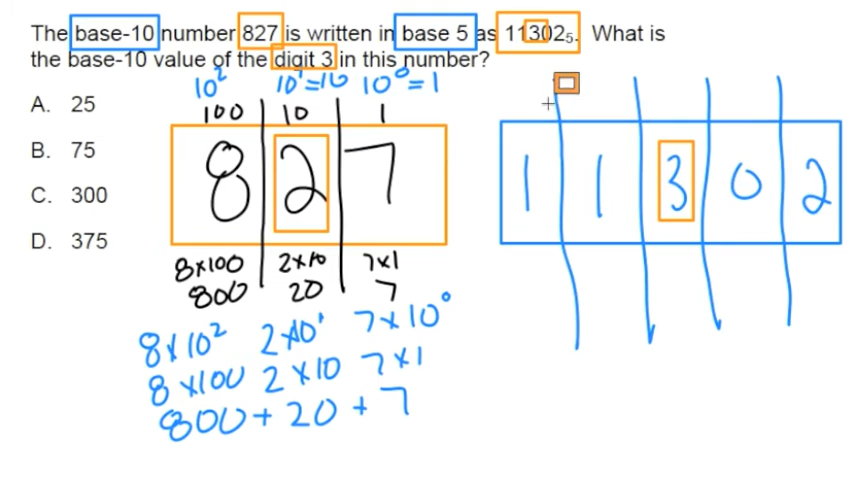 The base-10 number 827 is written in base 5 as 11302₅. What is
the base-10 value of the digit 3 in this number?
A. 25
B. 75
C. 300
D. 375
10² 10¹=10 10⁰=1
100 10 1
8 2 7
8×100 2×10 7×1
800 20 7
8×10² 2×10¹ 7×10⁰
8×100 2×10 7×1
800 + 20 + 7
1 1 3 0 2